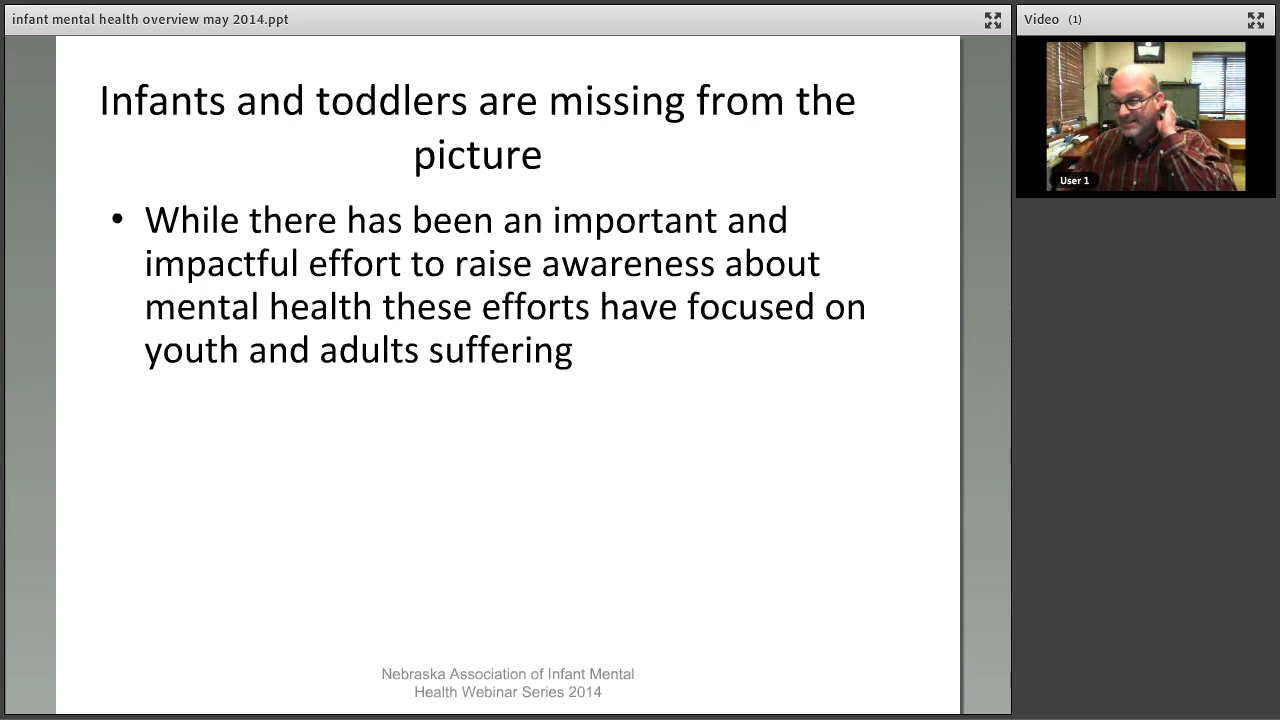 infant mental health overview may 2014.ppt
Video (1)
User 1
Infants and toddlers are missing from the
picture
• While there has been an important and
impactful effort to raise awareness about
mental health these efforts have focused on
youth and adults suffering
Nebraska Association of Infant Mental
Health Webinar Series 2014